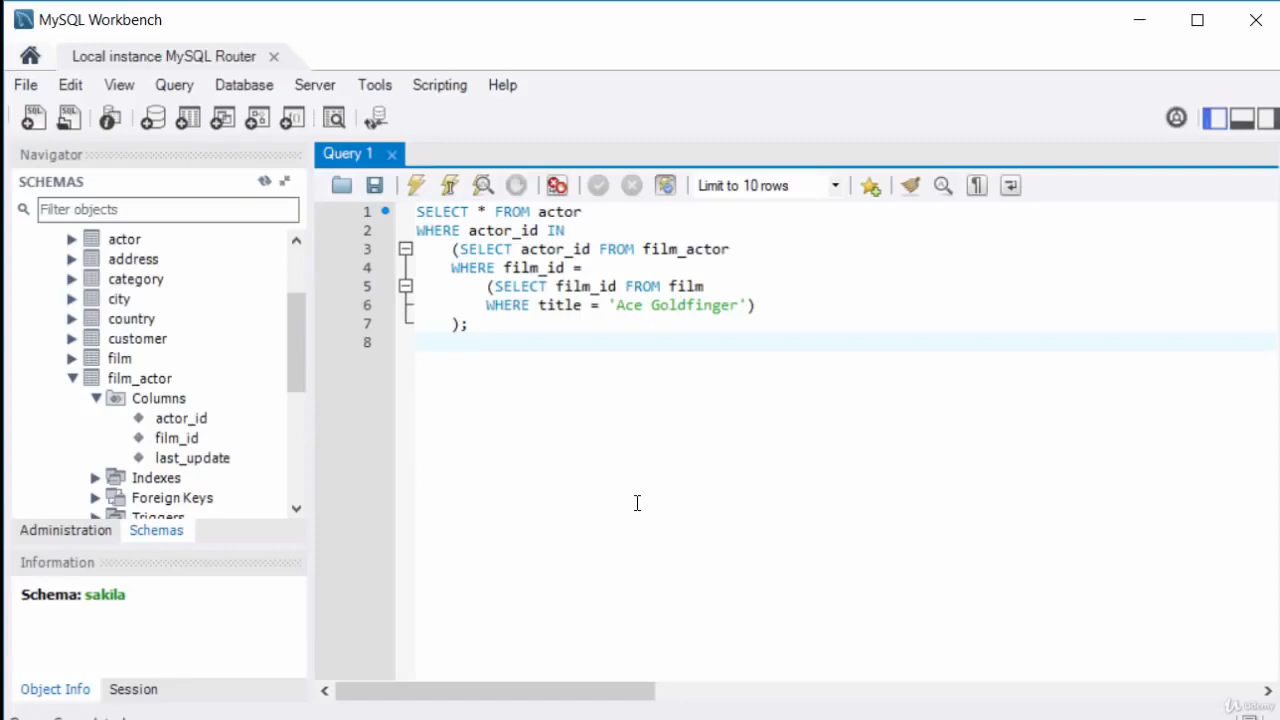 MySQL Workbench
Local instance MySQL Router
File Edit View Query Database Server Tools Scripting Help
Navigator
SCHEMAS
Filter objects
actor
address
category
city
country
customer
film
film_actor
Columns
actor_id
film_id
last_update
Indexes
Foreign Keys
Triggers
Administration Schemas
Information
Schema: sakila
Object Info Session
Query 1
Limit to 10 rows
1 SELECT * FROM actor
2 WHERE actor_id IN
3 (SELECT actor_id FROM film_actor
4 WHERE film_id =
5 (SELECT film_id FROM film
6 WHERE title = 'Ace Goldfinger')
7 );
8
Udemy